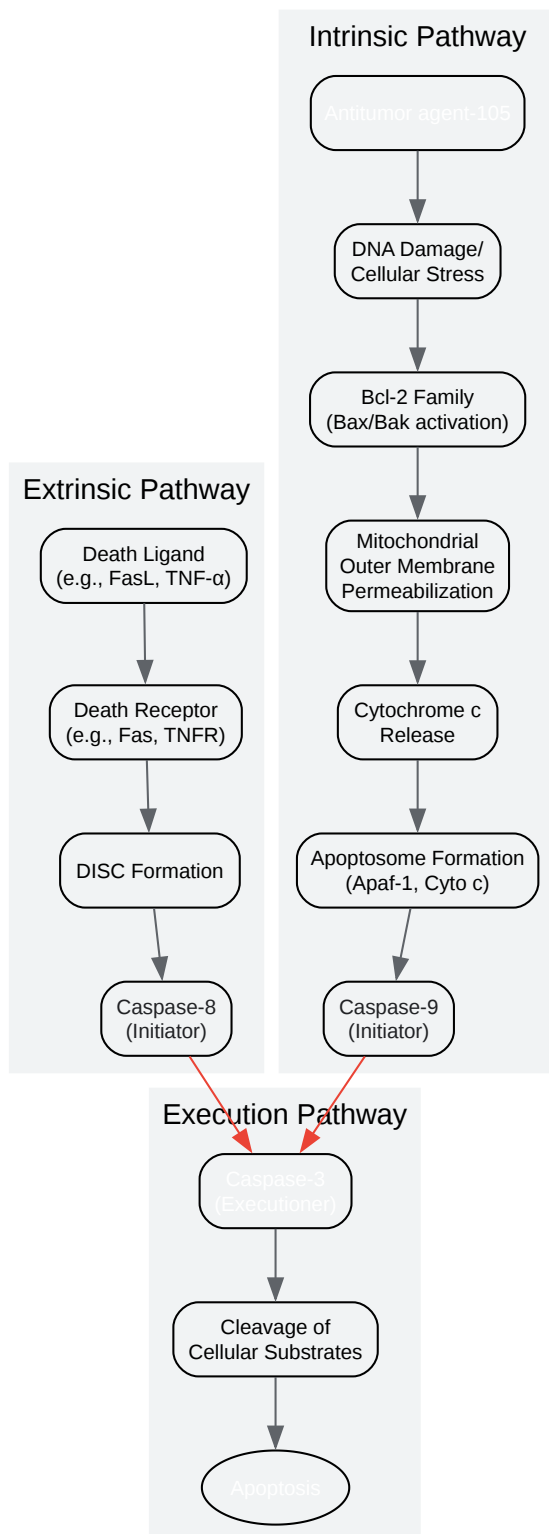 Intrinsic Pathway
Antitumor agent-105
DNA Damage/
Cellular Stress
Bcl-2 Family
(Bax/Bak activation)
Mitochondrial
Outer Membrane
Permeabilization
Cytochrome c
Release
Apoptosome Formation
(Apaf-1, Cyto c)
Caspase-9
(Initiator)
Extrinsic Pathway
Death Ligand
(e.g., FasL, TNF-α)
Death Receptor
(e.g., Fas, TNFR)
DISC Formation
Caspase-8
(Initiator)
Execution Pathway
Caspase-3
(Executioner)
Cleavage of
Cellular Substrates
Apoptosis